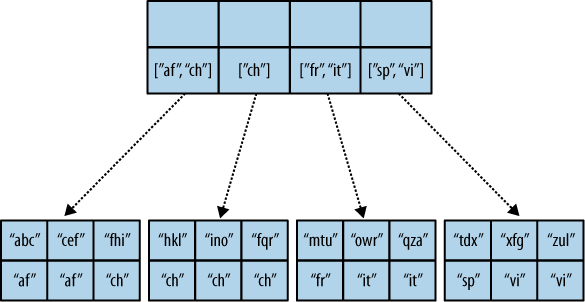 ["af", "ch"] ["ch"] ["fr", "it"] ["sp", "vi"]
"abc" "cef" "fhi" "hkl" "ino" "fqr" "mtu" "owr" "qza" "tdx" "xfg" "zul"
"af" "af" "ch" "ch" "ch" "ch" "fr" "it" "it" "sp" "vi" "vi"